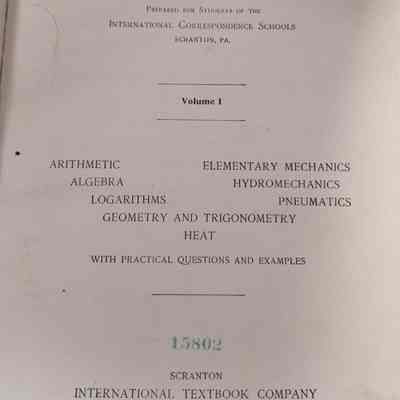 PREPARED FOR STUDENTS OF THE
INTERNATIONAL CORRESPONDENCE SCHOOLS
SCRANTON, PA.
Volume I
ARITHMETIC ELEMENTARY MECHANICS
ALGEBRA HYDROMECHANICS
LOGARITHMS PNEUMATICS
GEOMETRY AND TRIGONOMETRY
HEAT
WITH PRACTICAL QUESTIONS AND EXAMPLES
15802
SCRANTON
INTERNATIONAL TEXTBOOK COMPANY